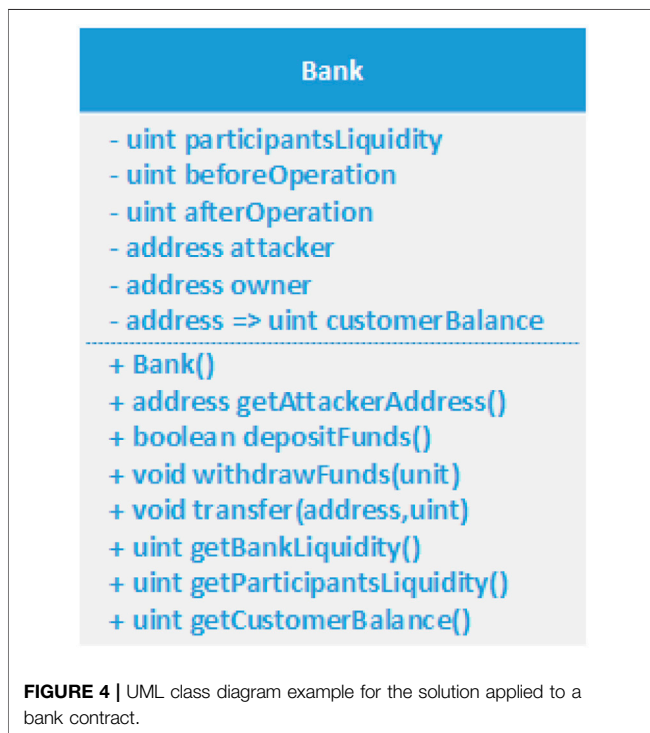 Bank
- uint participantsLiquidity
- uint beforeOperation
- uint afterOperation
- address attacker
- address owner
- address => uint customerBalance
+ Bank()
+ address getAttackerAddress()
+ boolean depositFunds()
+ void withdrawFunds(unit)
+ void transfer(address,uint)
+ uint getBankLiquidity()
+ uint getParticipantsLiquidity()
+ uint getCustomerBalance()
FIGURE 4 | UML class diagram example for the solution applied to a
bank contract.